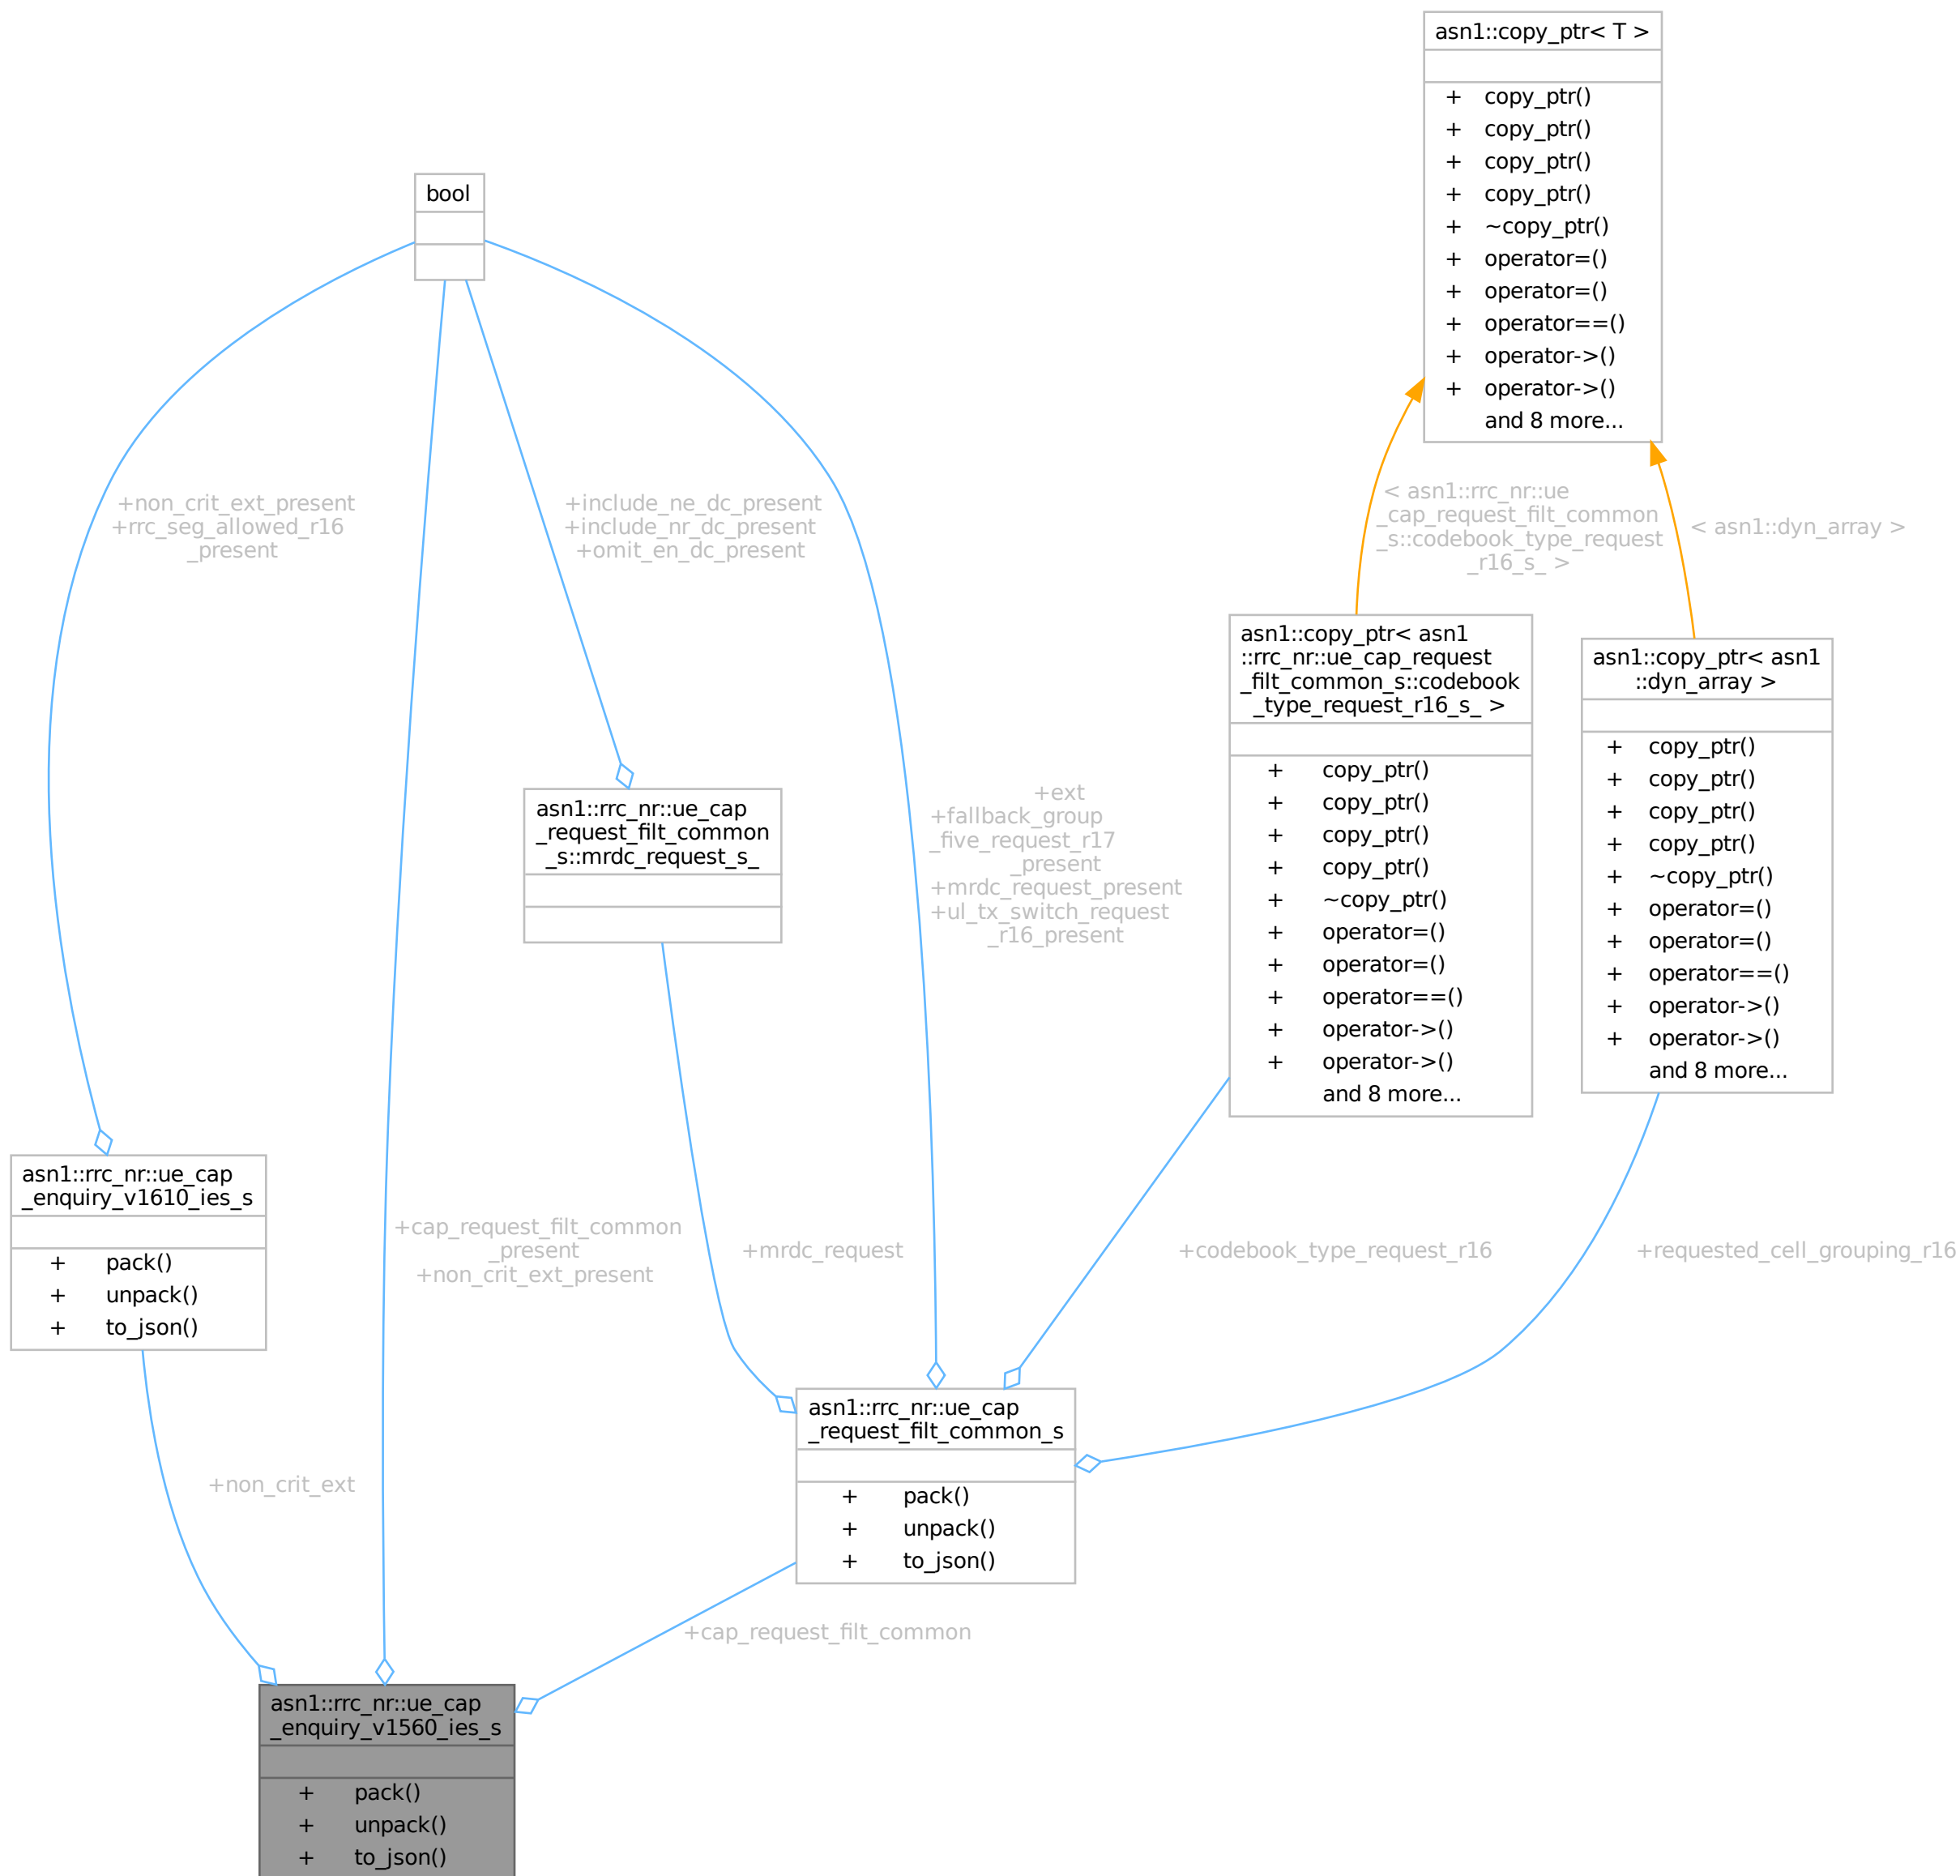 asn1::copy_ptr< T >
+ copy_ptr()
+ copy_ptr()
+ copy_ptr()
+ copy_ptr()
+ ~copy_ptr()
+ operator=()
+ operator=()
+ operator==()
+ operator->()
+ operator->()
and 8 more...
bool
+non_crit_ext_present
+rrc_seg_allowed_r16
_present
+include_ne_dc_present
+include_nr_dc_present
+omit_en_dc_present
< asn1::rrc_nr::ue
_cap_request_filt_common
_s::codebook_type_request
_r16_s_ >
< asn1::dyn_array >
asn1::copy_ptr< asn1
::rrc_nr::ue_cap_request
_filt_common_s::codebook
_type_request_r16_s_ >
+ copy_ptr()
+ copy_ptr()
+ copy_ptr()
+ copy_ptr()
+ ~copy_ptr()
+ operator=()
+ operator=()
+ operator==()
+ operator->()
+ operator->()
and 8 more...
asn1::copy_ptr< asn1
::dyn_array >
+ copy_ptr()
+ copy_ptr()
+ copy_ptr()
+ copy_ptr()
+ ~copy_ptr()
+ operator=()
+ operator=()
+ operator==()
+ operator->()
+ operator->()
and 8 more...
asn1::rrc_nr::ue_cap
_request_filt_common
_s::mrdc_request_s_
+ext
+fallback_group
_five_request_r17
_present
+mrdc_request_present
+ul_tx_switch_request
_r16_present
asn1::rrc_nr::ue_cap
_enquiry_v1610_ies_s
+ pack()
+ unpack()
+ to_json()
+cap_request_filt_common
_present
+non_crit_ext_present
+mrdc_request
+codebook_type_request_r16
+requested_cell_grouping_r16
asn1::rrc_nr::ue_cap
_request_filt_common_s
+ pack()
+ unpack()
+ to_json()
+non_crit_ext
+cap_request_filt_common
asn1::rrc_nr::ue_cap
_enquiry_v1560_ies_s
+ pack()
+ unpack()
+ to_json()